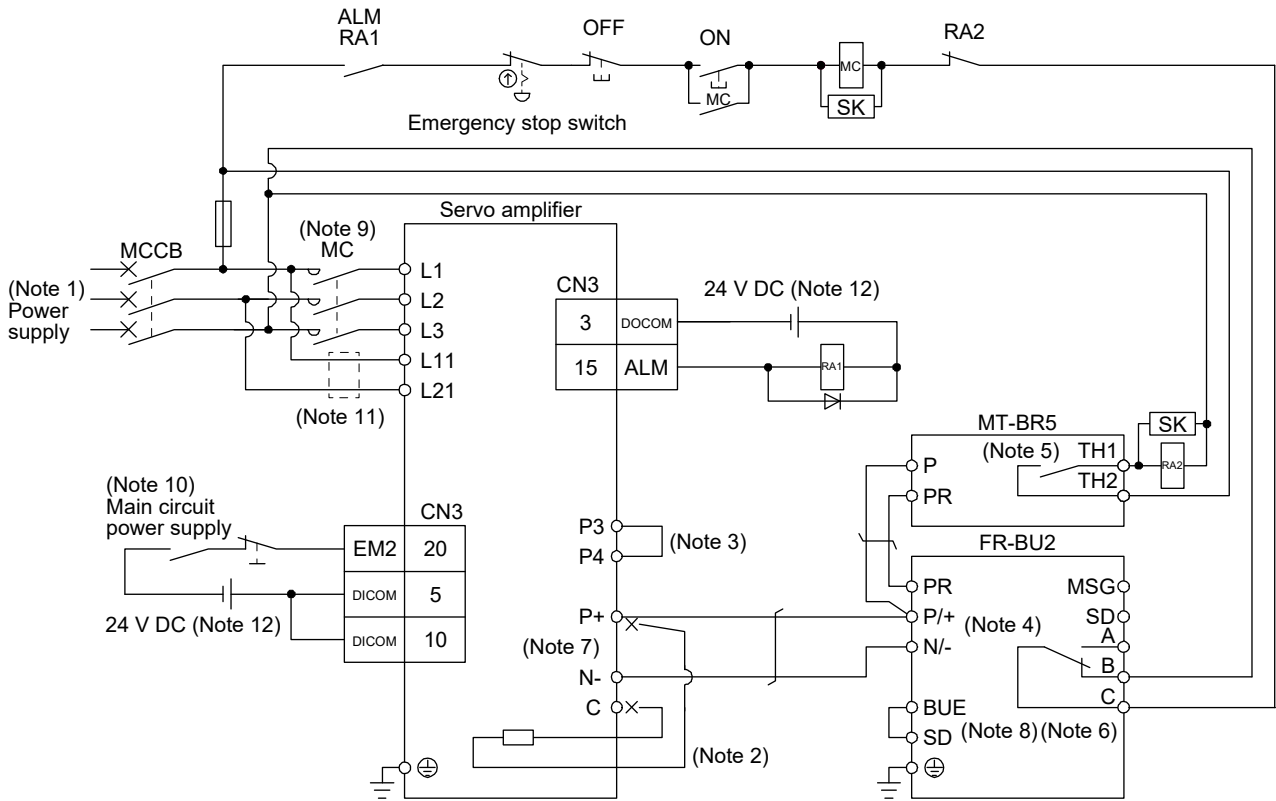 ALM
RA1
OFF
ON
RA2
MC
MC
SK
Emergency stop switch
Servo amplifier
(Note 9)
MC
MCCB
(Note 1)
Power
supply
L1
L2
L3
L11
L21
(Note 11)
CN3
24 V DC (Note 12)
3 DOCOM
15 ALM
RA1
MT-BR5
SK
(Note 5)
P
TH1
RA2
PR
TH2
(Note 10)
Main circuit
power supply
CN3
EM2 20
DICOM 5
DICOM 10
24 V DC (Note 12)
P3
P4
(Note 3)
FR-BU2
PR
MSG
P+
P/+
SD
(Note 4)
A
(Note 7)
N/-
B
N-
C
C
BUE
SD
(Note 8)
(Note 6)
(Note 2)